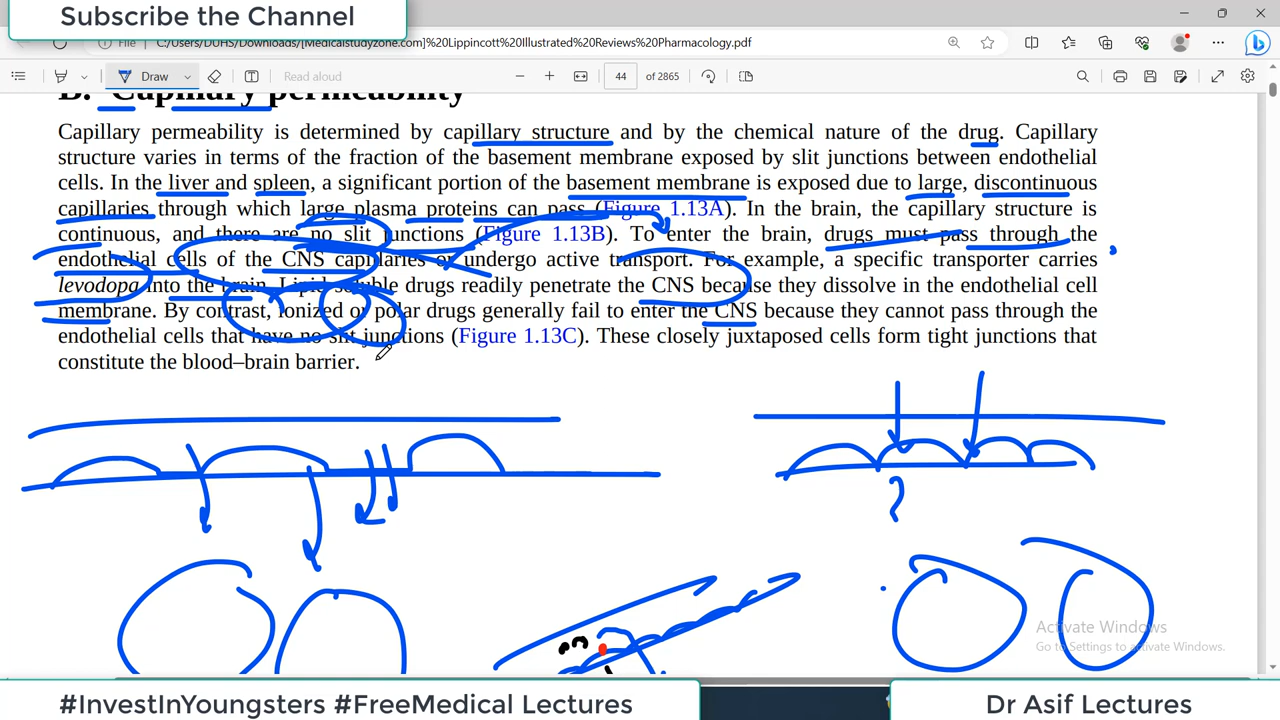 Subscribe the Channel
File
C:/Users/DUHS/Downloads/[Medicalstudyzone.com]%20Lippincott%20Illustrated%20Reviews%20Pharmacology.pdf
Draw
Read aloud
44 of 2865
B. Capillary permeability
Capillary permeability is determined by capillary structure and by the chemical nature of the drug. Capillary
structure varies in terms of the fraction of the basement membrane exposed by slit junctions between endothelial
cells. In the liver and spleen, a significant portion of the basement membrane is exposed due to large, discontinuous
capillaries through which large plasma proteins can pass (Figure 1.13A). In the brain, the capillary structure is
continuous, and there are no slit junctions (Figure 1.13B). To enter the brain, drugs must pass through the
endothelial cells of the CNS capillaries or undergo active transport. For example, a specific transporter carries
levodopa into the brain. Lipid-soluble drugs readily penetrate the CNS because they dissolve in the endothelial cell
membrane. By contrast, ionized or polar drugs generally fail to enter the CNS because they cannot pass through the
endothelial cells that have no slit junctions (Figure 1.13C). These closely juxtaposed cells form tight junctions that
constitute the blood–brain barrier.
?
Activate Windows
Go to Settings to activate Windows.
#InvestInYoungsters #FreeMedical Lectures
Dr Asif Lectures